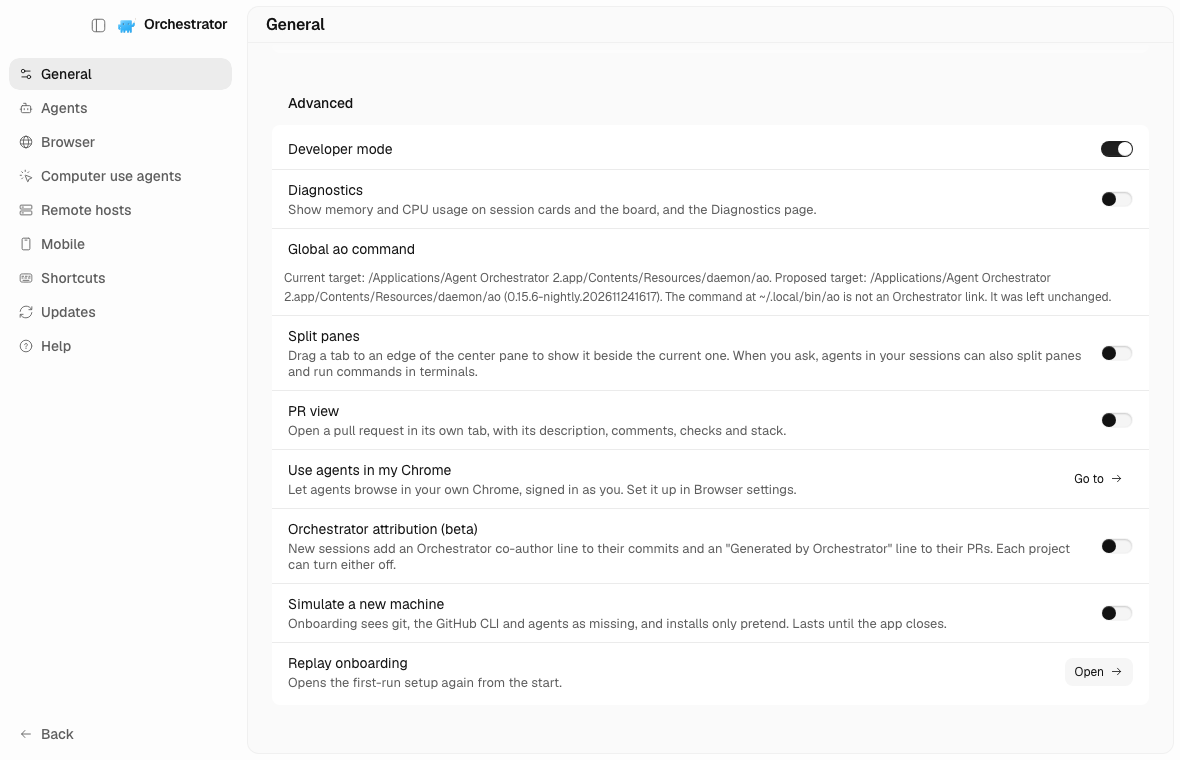 Orchestrator
General
Agents
Browser
Computer use agents
Remote hosts
Mobile
Shortcuts
Updates
Help
Back
General
Advanced
Developer mode
Diagnostics
Show memory and CPU usage on session cards and the board, and the Diagnostics page.
Global ao command
Current target: /Applications/Agent Orchestrator 2.app/Contents/Resources/daemon/ao. Proposed target: /Applications/Agent Orchestrator
2.app/Contents/Resources/daemon/ao (0.15.6-nightly.202611241617). The command at ~/.local/bin/ao is not an Orchestrator link. It was left unchanged.
Split panes
Drag a tab to an edge of the center pane to show it beside the current one. When you ask, agents in your sessions can also split panes
and run commands in terminals.
PR view
Open a pull request in its own tab, with its description, comments, checks and stack.
Use agents in my Chrome
Let agents browse in your own Chrome, signed in as you. Set it up in Browser settings.
Go to →
Orchestrator attribution (beta)
New sessions add an Orchestrator co-author line to their commits and an "Generated by Orchestrator" line to their PRs. Each project
can turn either off.
Simulate a new machine
Onboarding sees git, the GitHub CLI and agents as missing, and installs only pretend. Lasts until the app closes.
Replay onboarding
Opens the first-run setup again from the start.
Open →